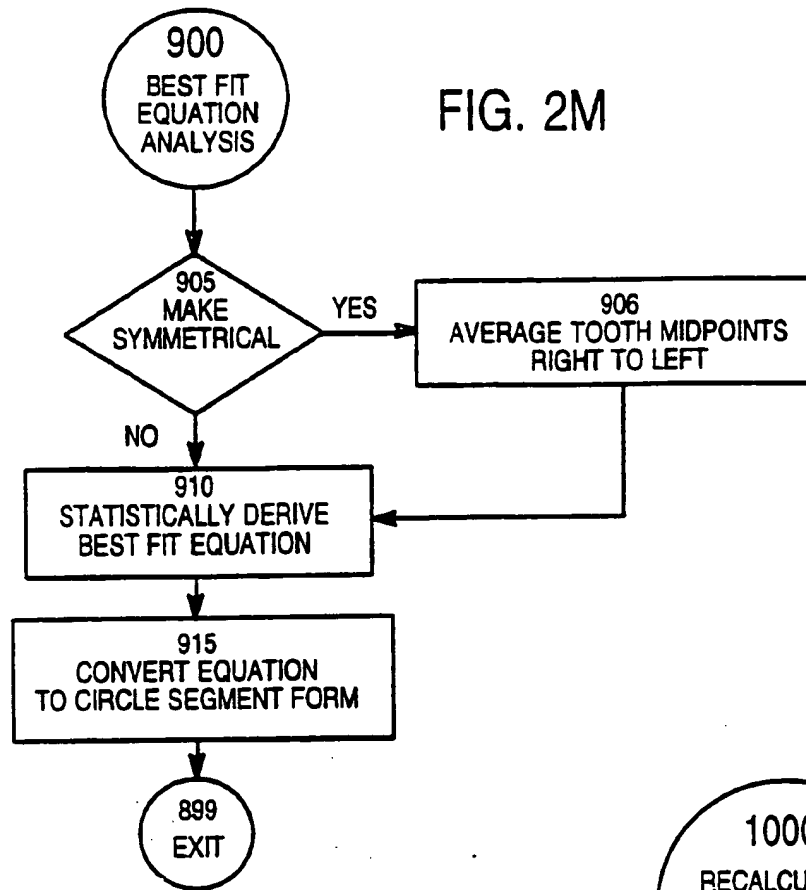 900
BEST FIT
EQUATION
ANALYSIS
FIG. 2M
905
MAKE
SYMMETRICAL
YES
906
AVERAGE TOOTH MIDPOINTS
RIGHT TO LEFT
NO
910
STATISTICALLY DERIVE
BEST FIT EQUATION
915
CONVERT EQUATION
TO CIRCLE SEGMENT FORM
899
EXIT